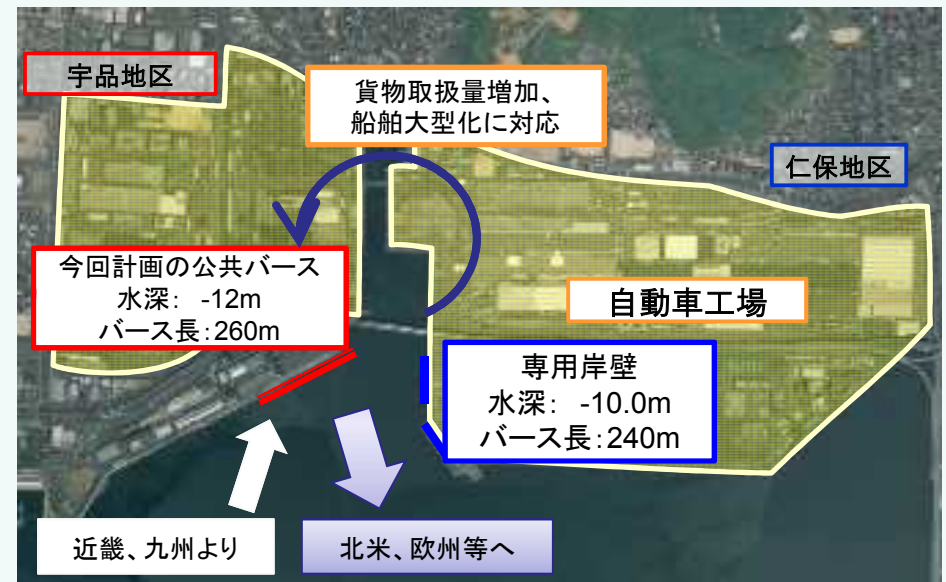 宇品地区
貨物取扱量増加、
船舶大型化に対応
仁保地区
今回計画の公共バース
水深： -12m
バース長：260m
自動車工場
専用岸壁
水深： -10.0m
バース長：240m
近畿、九州より
北米、欧州等へ